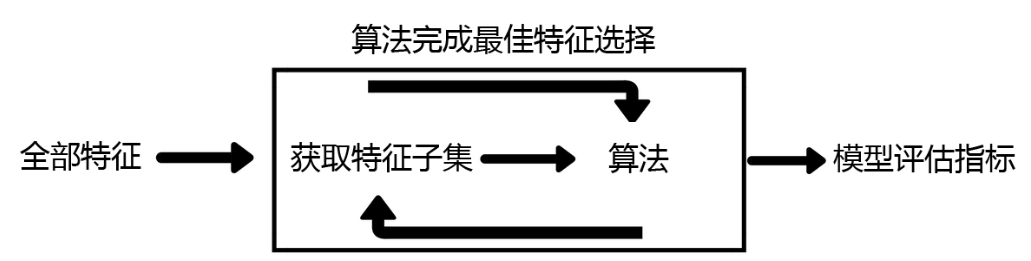 算法完成最佳特征选择
全部特征
获取特征子集
算法
模型评估指标